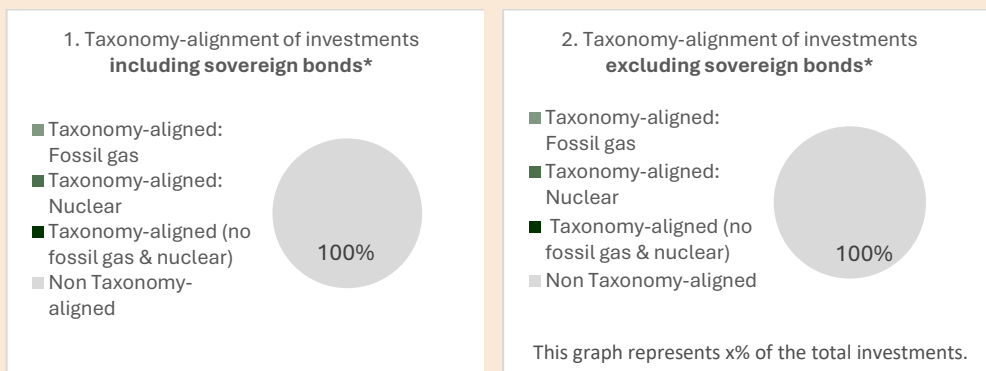 1. Taxonomy-alignment of investments
including sovereign bonds*
Taxonomy-aligned:
Fossil gas
Taxonomy-aligned:
Nuclear
Taxonomy-aligned (no
fossil gas & nuclear)
Non Taxonomy-
aligned
100%
2. Taxonomy-alignment of investments
excluding sovereign bonds*
Taxonomy-aligned:
Fossil gas
Taxonomy-aligned:
Nuclear
Taxonomy-aligned (no
fossil gas & nuclear)
Non Taxonomy-aligned
100%
This graph represents x% of the total investments.